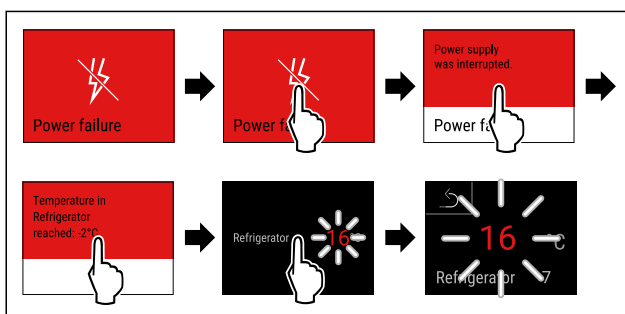 Power failure
Power fa
Power supply
was interrupted.
Power fa
Temperature in
Refrigerator
reached: -2°C
Refrigerator
16
16 °C
Refrigerator 7